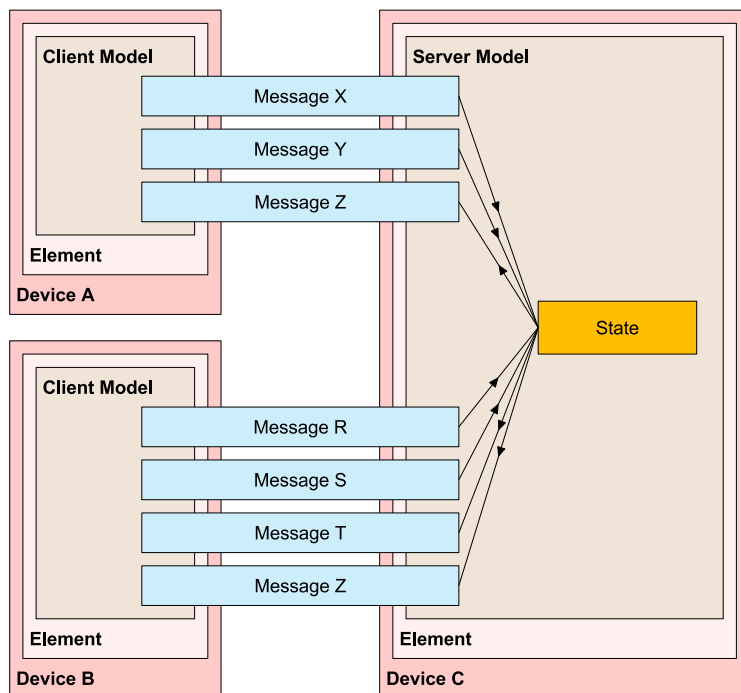 Client Model
Server Model
Message X
Message Y
Message Z
Element
Device A
State
Client Model
Message R
Message S
Message T
Message Z
Element
Element
Device B
Device C